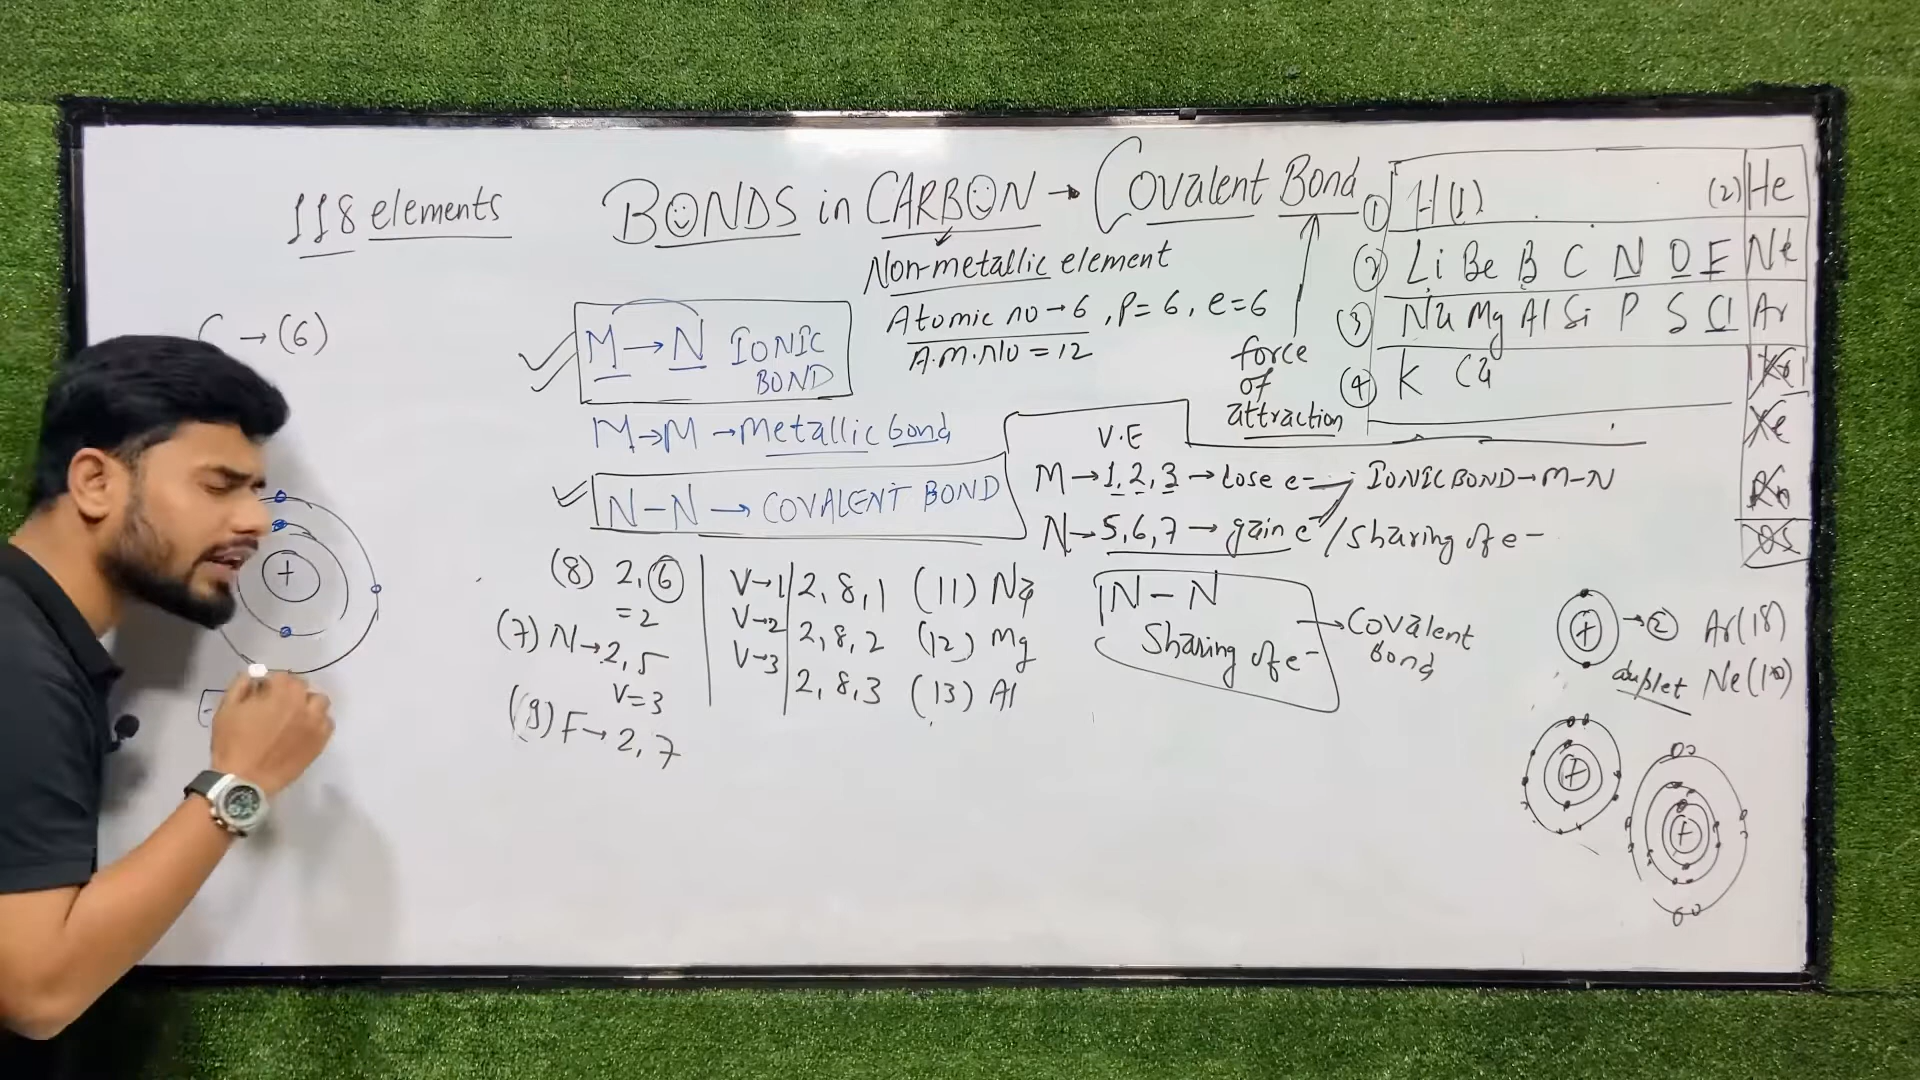 118 elements
BONDS in CARBON → Covalent Bond
Non-metallic element
Atomic no → 6, P = 6, e = 6
A.M.No = 12
C → (6)
M → N IONIC
BOND
M → M → Metallic bond
N - N → COVALENT BOND
force
of
attraction
1 H(1) (2) He
2 Li Be B C N O F Ne
3 Na Mg Al Si P S Cl Ar
4 K Ca Kr
Xe
Rn
Os
V.E
M → 1, 2, 3 → Lose e- IONIC BOND → M-N
N → 5, 6, 7 → gain e- / Sharing of e-
(8) 2, 6
= 2
(7) N → 2, 5
V = 3
(9) F → 2, 7
V → 1 2, 8, 1 (11) Na
V → 2 2, 8, 2 (12) Mg
V → 3 2, 8, 3 (13) Al
N - N
Sharing of e-
→ Covalent
Bond
+
+ → 2 Ar(18)
duplet Ne(10)
+
+